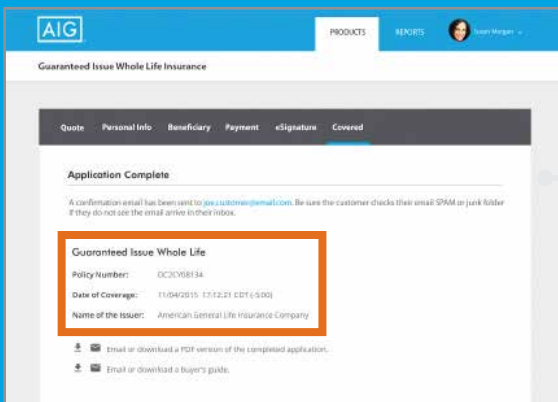 AIG
PRODUCTS REPORTS Susan Morgan
Guaranteed Issue Whole Life Insurance
Quote Personal Info Beneficiary Payment eSignature Covered
Application Complete
A confirmation email has been sent to joe.customer@email.com. Be sure the customer checks their email SPAM or junk folder
if they do not see the email arrive in their inbox.
Guaranteed Issue Whole Life
Policy Number:
Date of Coverage: 11/04/2015 17:12:21 CDT (-5:00)
Name of the Issuer: American General Life Insurance Company
Email or download a PDF version of the completed application.
Email or download a buyer's guide.